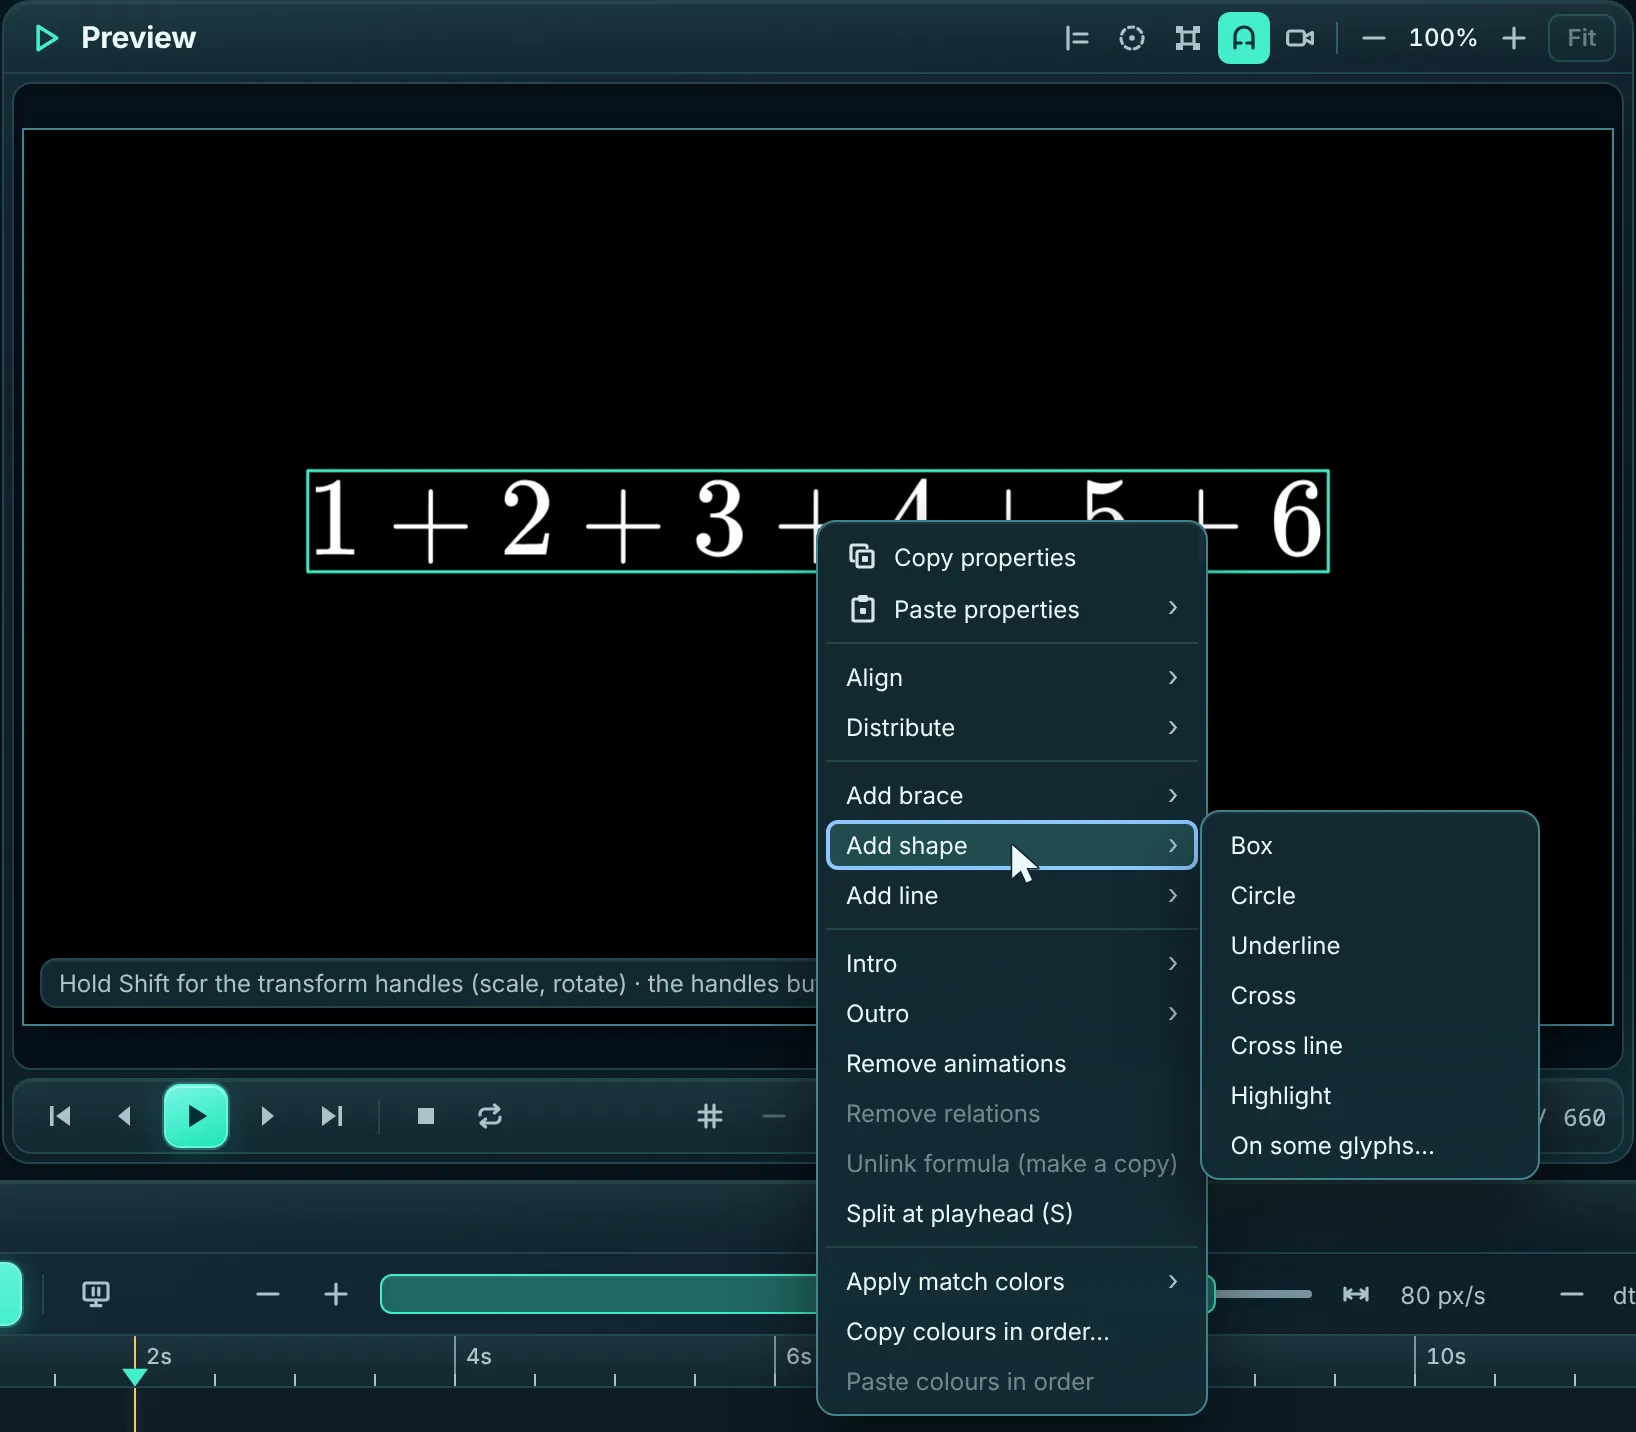 Preview
100%
Fit
1 + 2 + 3 + 4 + 5 + 6
Copy properties
Paste properties
Align
Distribute
Add brace
Add shape
Add line
Intro
Outro
Remove animations
Remove relations
Unlink formula (make a copy)
Split at playhead (S)
Apply match colors
Copy colours in order...
Paste colours in order
Box
Circle
Underline
Cross
Cross line
Highlight
On some glyphs...
Hold Shift for the transform handles (scale, rotate) · the handles
/ 660
80 px/s
2s
4s
6s
10s